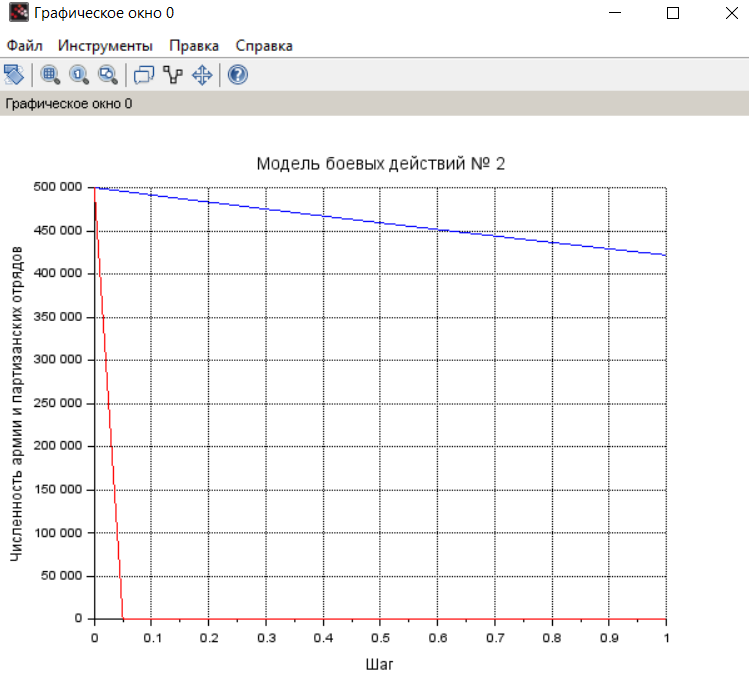 Графическое окно 0
Файл Инструменты Правка Справка
Графическое окно 0
Модель боевых действий № 2
Численность армии и партизанских отрядов
500 000
450 000
400 000
350 000
300 000
250 000
200 000
150 000
100 000
50 000
0
0 0.1 0.2 0.3 0.4 0.5 0.6 0.7 0.8 0.9 1
Шаг